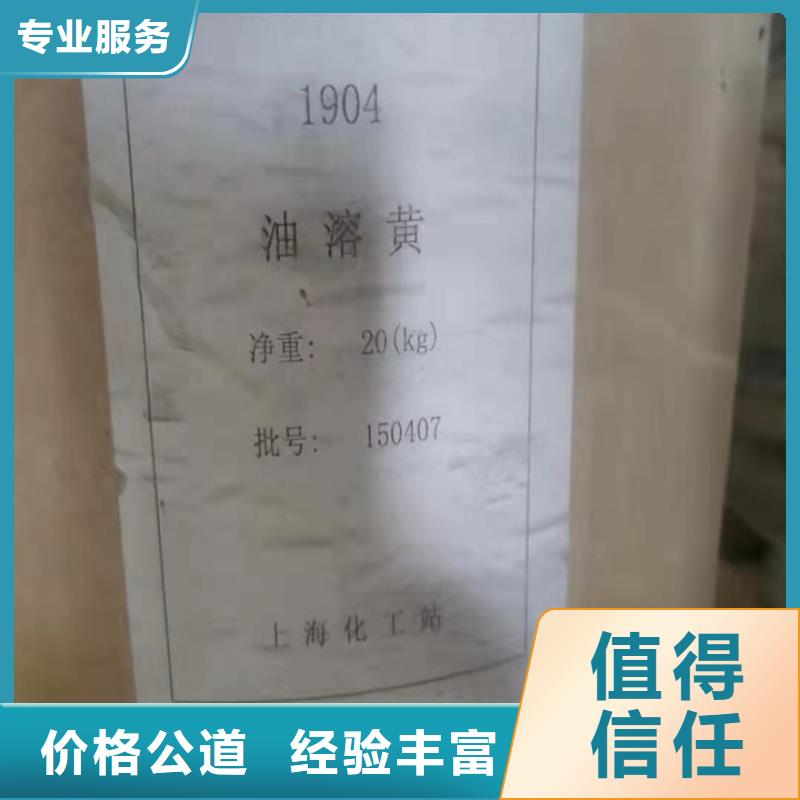 专业服务
1904
油溶黄
净重: 20(kg)
批号: 150407
上海化工站
值得
信任
价格公道 经验丰富